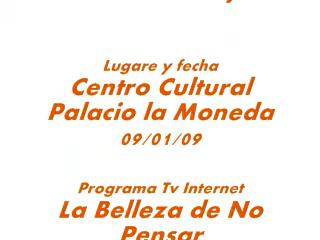 Lugare y fecha
Centro Cultural
Palacio la Moneda
09/01/09
Programa Tv Internet
La Belleza de No
Pensar